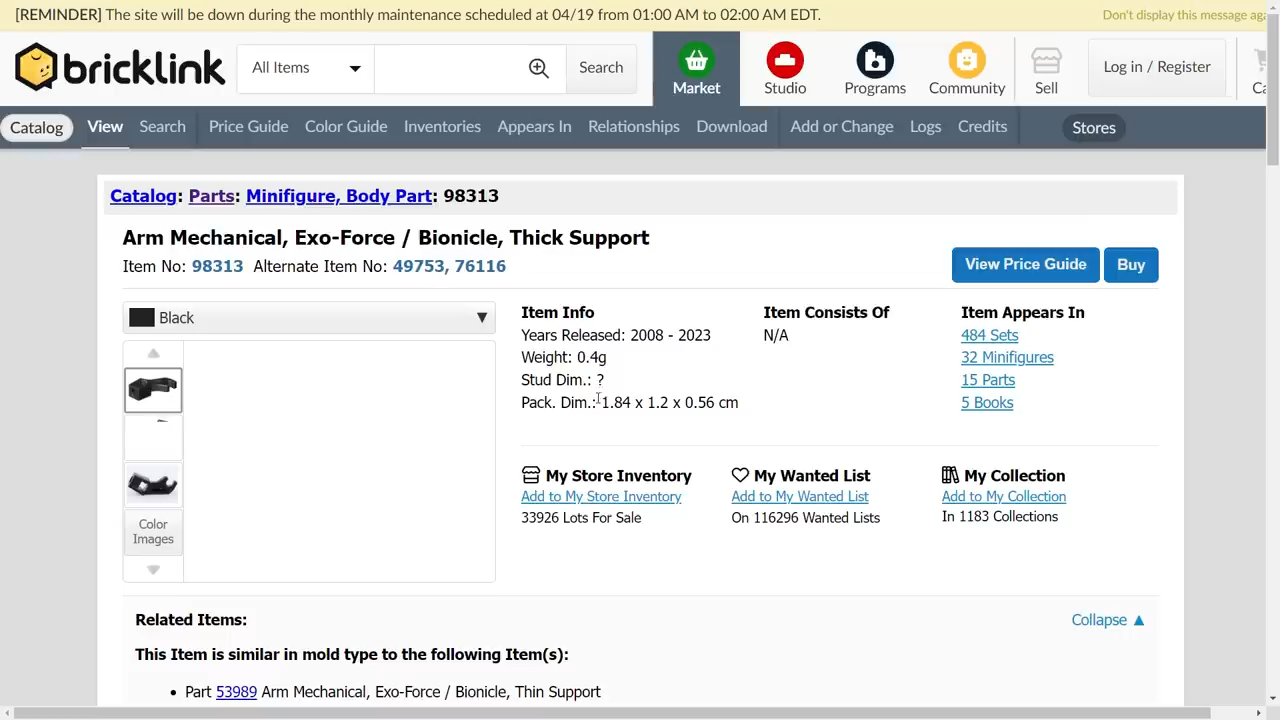 [REMINDER] The site will be down during the monthly maintenance scheduled at 04/19 from 01:00 AM to 02:00 AM EDT.
Don't display this message aga
bricklink
All Items
Search
Market
Studio
Programs
Community
Sell
Log in / Register
Ca
Catalog
View
Search
Price Guide
Color Guide
Inventories
Appears In
Relationships
Download
Add or Change
Logs
Credits
Stores
Catalog: Parts: Minifigure, Body Part: 98313
Arm Mechanical, Exo-Force / Bionicle, Thick Support
Item No: 98313 Alternate Item No: 49753, 76116
View Price Guide
Buy
Black
Color
Images
Item Info
Years Released: 2008 - 2023
Weight: 0.4g
Stud Dim.: ?
Pack. Dim.: 1.84 x 1.2 x 0.56 cm
Item Consists Of
N/A
Item Appears In
484 Sets
32 Minifigures
15 Parts
5 Books
My Store Inventory
Add to My Store Inventory
33926 Lots For Sale
My Wanted List
Add to My Wanted List
On 116296 Wanted Lists
My Collection
Add to My Collection
In 1183 Collections
Related Items:
Collapse ▲
This Item is similar in mold type to the following Item(s):
• Part 53989 Arm Mechanical, Exo-Force / Bionicle, Thin Support